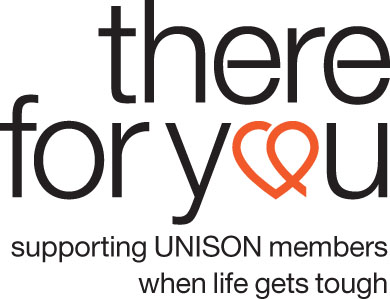 there
for you
supporting UNISON members
when life gets tough